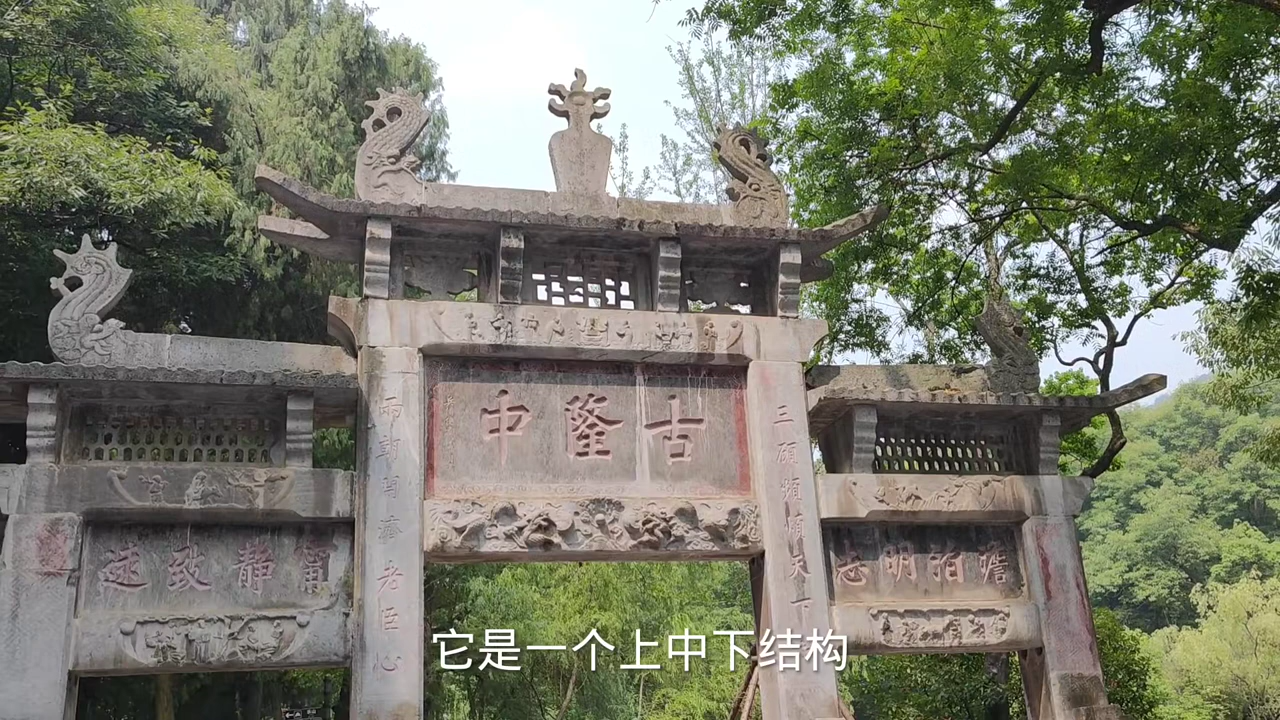 古隆中
三顧頻煩天下
兩朝開濟老臣心
澹泊明志
寧靜致遠
它是一个上中下结构